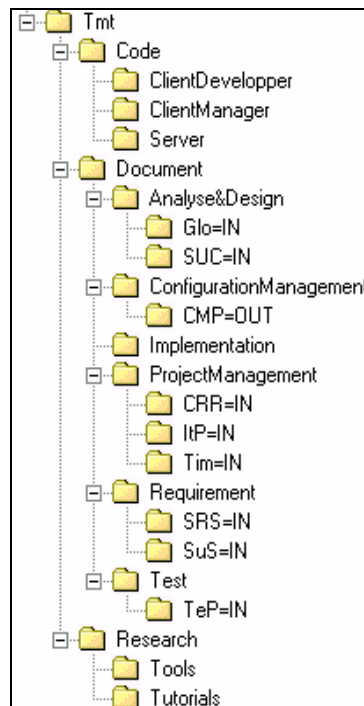 Tmt
Code
ClientDevelopper
ClientManager
Server
Document
Analyse&Design
Glo=IN
SUC=IN
ConfigurationManagement
CMP=OUT
Implementation
ProjectManagement
CRR=IN
ItP=IN
Tim=IN
Requirement
SRS=IN
SuS=IN
Test
TeP=IN
Research
Tools
Tutorials